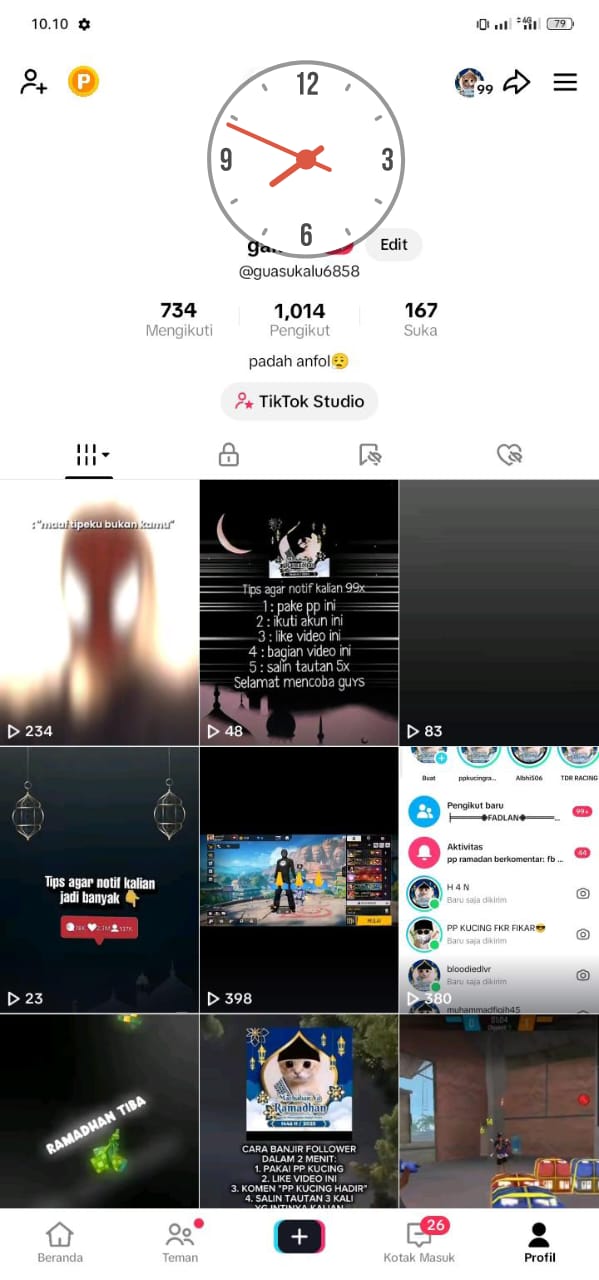 10.10
4G
79
P
99
12
3
6
9
Edit
@guasukalu6858
734
Mengikuti
1,014
Pengikut
167
Suka
padah anfol
TikTok Studio
:"maaf tipeku bukan kamu"
234
Tips agar notif kalian 99x
1 : pake pp ini
2 : ikuti akun ini
3 : like video ini
4 : bagian video ini
5 : salin tautan 5x
Selamat mencoba guys
48
83
Tips agar notif kalian
jadi banyak
23
398
Buat
ppkucingra...
Albhi506
TDR RACING
Pengikut baru
FADLAN
99+
Aktivitas
pp ramadan berkomentar: fb ...
44
H 4 N
Baru saja dikirim
PP KUCING FKR FIKAR
Baru saja dikirim
bloodiedlvr
Baru saja dikirim
muhammadfiqih45
380
RAMADHAN TIBA
Marhaban Ya
Ramadhan
CARA BANJIR FOLLOWER
DALAM 2 MENIT:
1. PAKAI PP KUCING
2. LIKE VIDEO INI
3. KOMEN "PP KUCING HADIR"
4. SALIN TAUTAN 3 KALI
YG INTINYA KALIAN
Beranda
Teman
26
Kotak Masuk
Profil